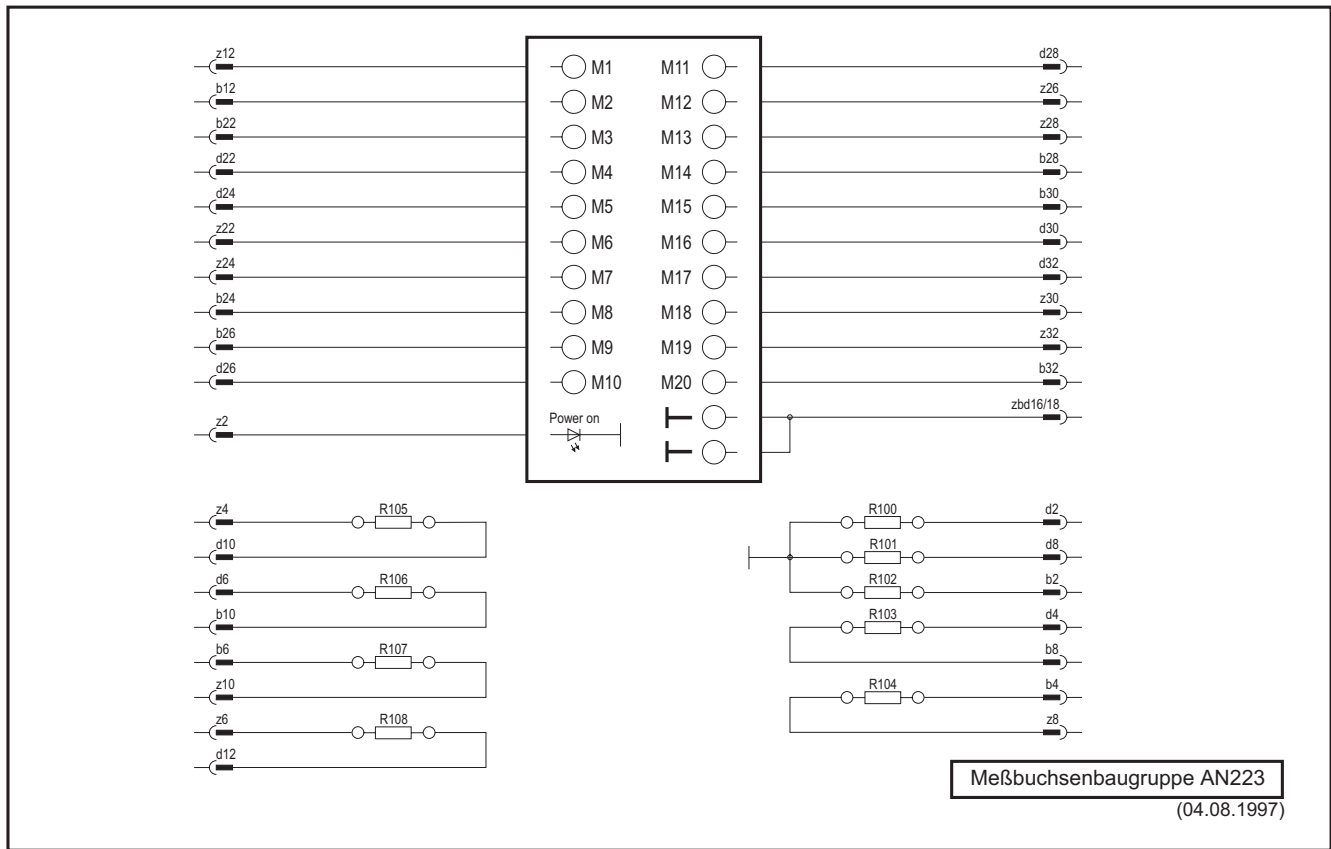 z12 M1 M11 d28
b12 M2 M12 z26
b22 M3 M13 z28
d22 M4 M14 b28
d24 M5 M15 b30
z22 M6 M16 d30
z24 M7 M17 d32
b24 M8 M18 z30
b26 M9 M19 z32
d26 M10 M20 b32
zbd16/18
z2 Power on
z4 R105 R100 d2
d10 R101 d8
d6 R106 R102 b2
b10 R103 d4
b6 R107 b8
z10 R104 b4
z6 R108 z8
d12
Meßbuchsenbaugruppe AN223
(04.08.1997)